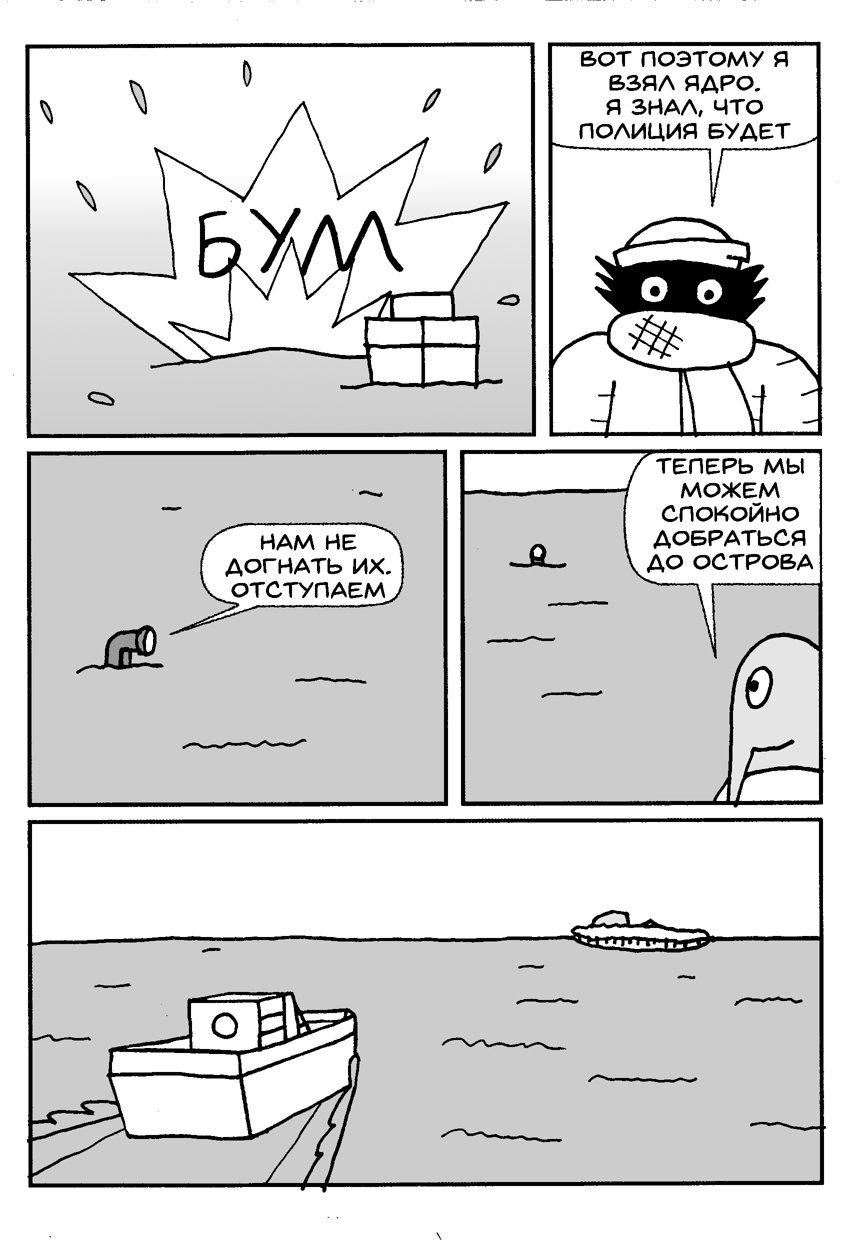 БУМ
ВОТ ПОЭТОМУ Я
ВЗЯЛ ЯДРО.
Я ЗНАЛ, ЧТО
ПОЛИЦИЯ БУДЕТ
НАМ НЕ
ДОГНАТЬ ИХ.
ОТСТУПАЕМ
ТЕПЕРЬ МЫ
МОЖЕМ
СПОКОЙНО
ДОБРАТЬСЯ
ДО ОСТРОВА